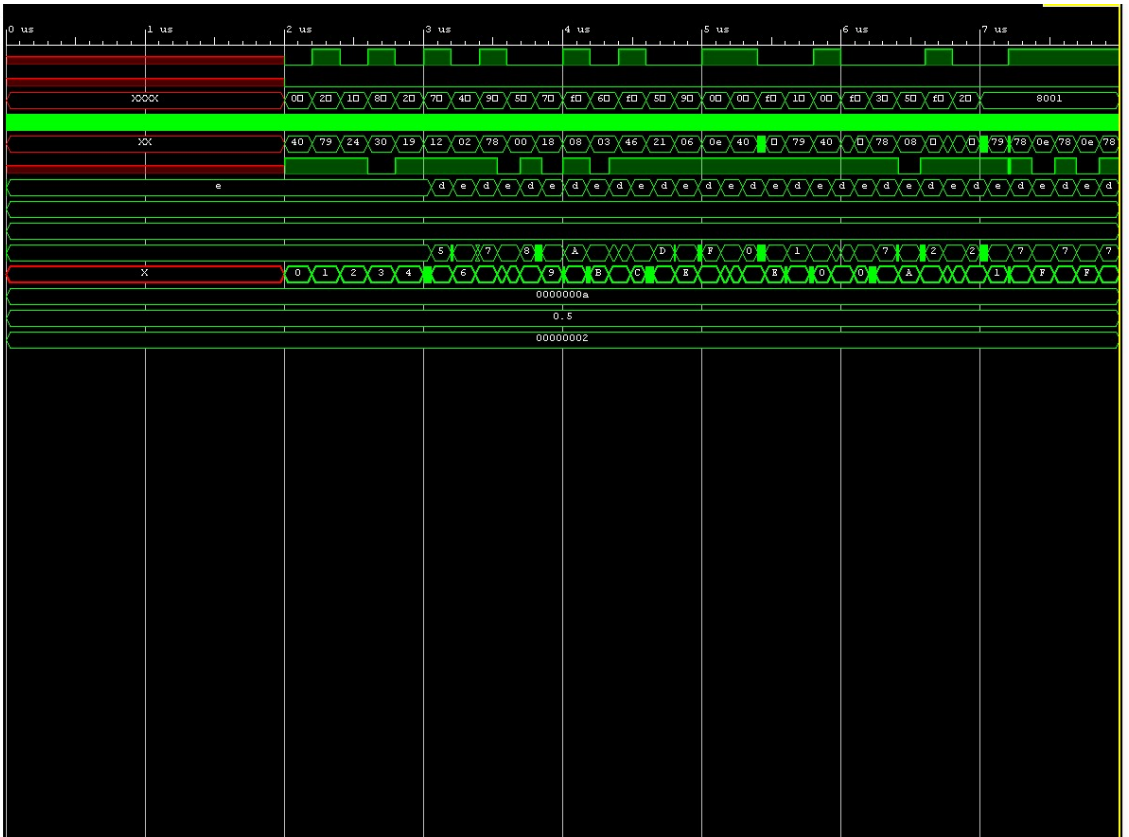 0 us 1 us 2 us 3 us 4 us 5 us 6 us 7 us
XXXX 00 20 10 80 20 70 40 90 50 70 f0 60 f0 50 90 00 00 f0 10 00 f0 30 50 f0 20 8001
XX 40 79 24 30 19 12 02 78 00 18 08 03 46 21 06 0e 40 79 40 78 08 79 78 0e 78 0e 78
e d e d e d e d e d e d e d e d e d e d e d e d e d e d e d
5 7 8 A D F 0 1 7 2 2 7 7 7
X 0 1 2 3 4 6 9 B C E E 0 0 A 1 F F
0000000a
0.5
00000002